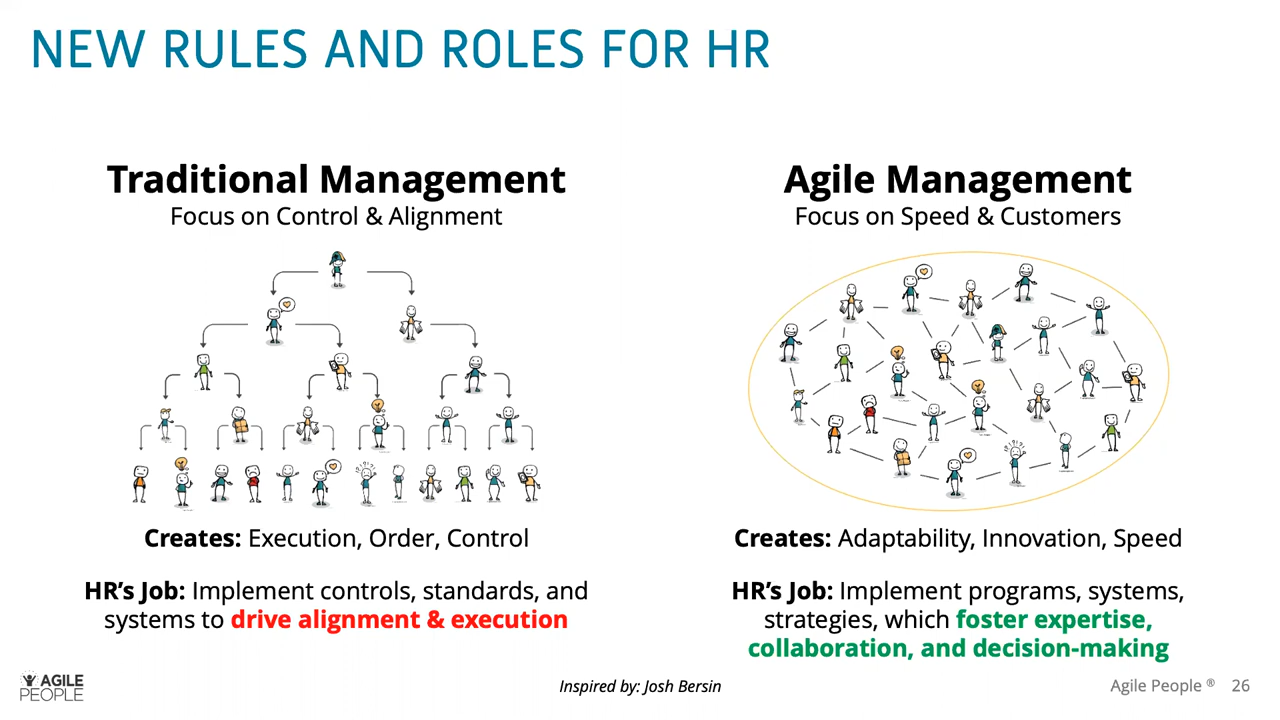 NEW RULES AND ROLES FOR HR
Traditional Management
Focus on Control & Alignment
Creates: Execution, Order, Control
HR's Job: Implement controls, standards, and
systems to drive alignment & execution
Agile Management
Focus on Speed & Customers
Creates: Adaptability, Innovation, Speed
HR's Job: Implement programs, systems,
strategies, which foster expertise,
collaboration, and decision-making
AGILE
PEOPLE
Inspired by: Josh Bersin
Agile People ® 26